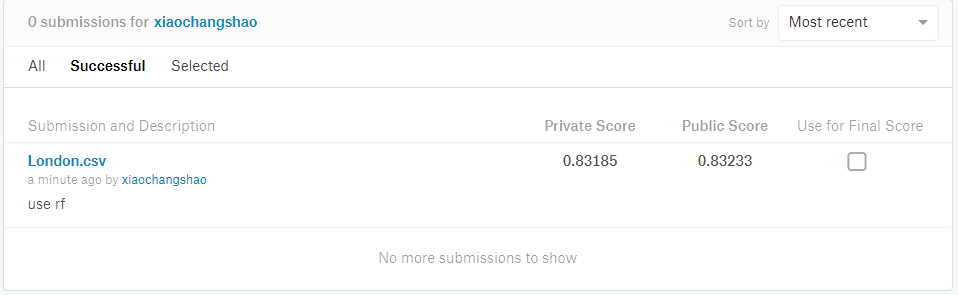 0 submissions for xiaochangshao Sort by Most recent
All Successful Selected
Submission and Description Private Score Public Score Use for Final Score
London.csv 0.83185 0.83233
a minute ago by xiaochangshao
use rf
No more submissions to show